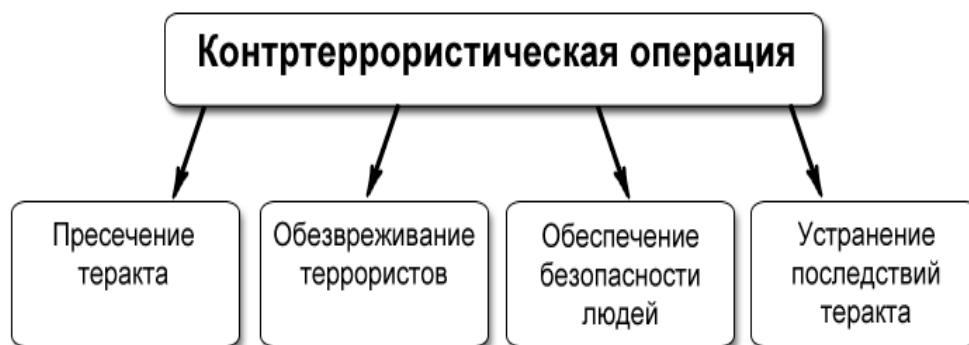 Контртеррористическая операция
Пресечение
теракта
Обезвреживание
террористов
Обеспечение
безопасности
людей
Устранение
последствий
теракта